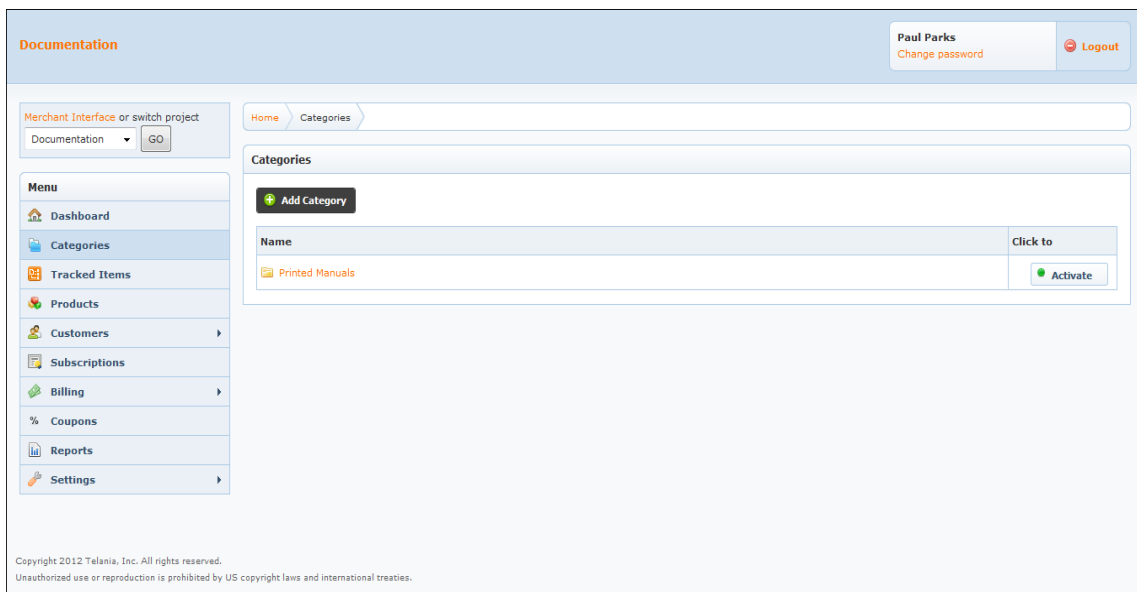 Documentation
Paul Parks
Change password
Logout
Merchant Interface or switch project
Documentation
GO
Home
Categories
Categories
Add Category
Menu
Dashboard
Categories
Tracked Items
Products
Customers
Subscriptions
Billing
% Coupons
Reports
Settings
Name
Click to
Printed Manuals
Activate
Copyright 2012 Telania, Inc. All rights reserved.
Unauthorized use or reproduction is prohibited by US copyright laws and international treaties.